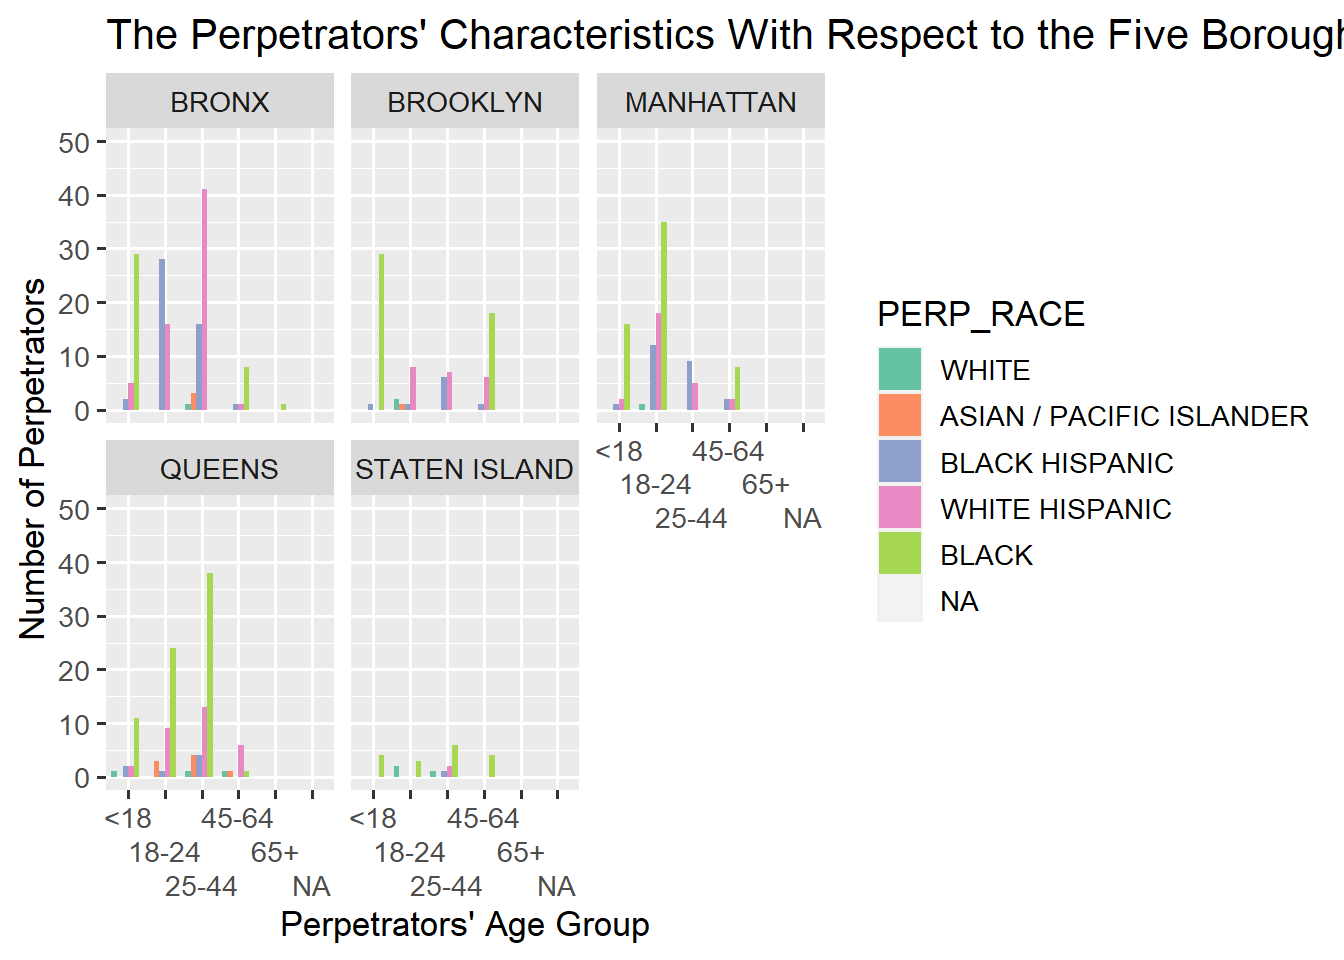 The Perpetrators' Characteristics With Respect to the Five Borough
BRONX
BROOKLYN
MANHATTAN
50
40
30
20
10
0
Number of Perpetrators
<18
45-64
18-24
65+
25-44
NA
QUEENS
STATEN ISLAND
50
40
30
20
10
0
<18
45-64
<18
45-64
18-24
65+
18-24
65+
25-44
NA
25-44
NA
Perpetrators' Age Group
PERP_RACE
WHITE
ASIAN / PACIFIC ISLANDER
BLACK HISPANIC
WHITE HISPANIC
BLACK
NA